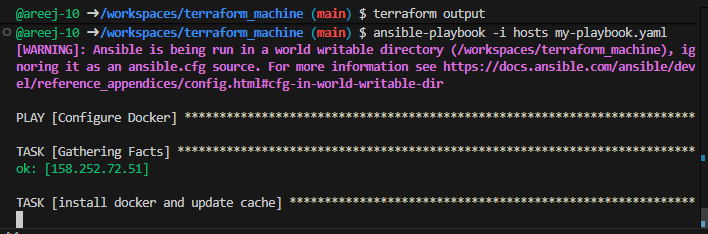 @areej-10 ➜/workspaces/terraform_machine (main) $ terraform output
@areej-10 ➜/workspaces/terraform_machine (main) $ ansible-playbook -i hosts my-playbook.yaml
[WARNING]: Ansible is being run in a world writable directory (/workspaces/terraform_machine), ig
noring it as an ansible.cfg source. For more information see https://docs.ansible.com/ansible/dev
el/reference_appendices/config.html#cfg-in-world-writable-dir
PLAY [Configure Docker] *************************************************************************
TASK [Gathering Facts] **************************************************************************
ok: [158.252.72.51]
TASK [install docker and update cache] **********************************************************